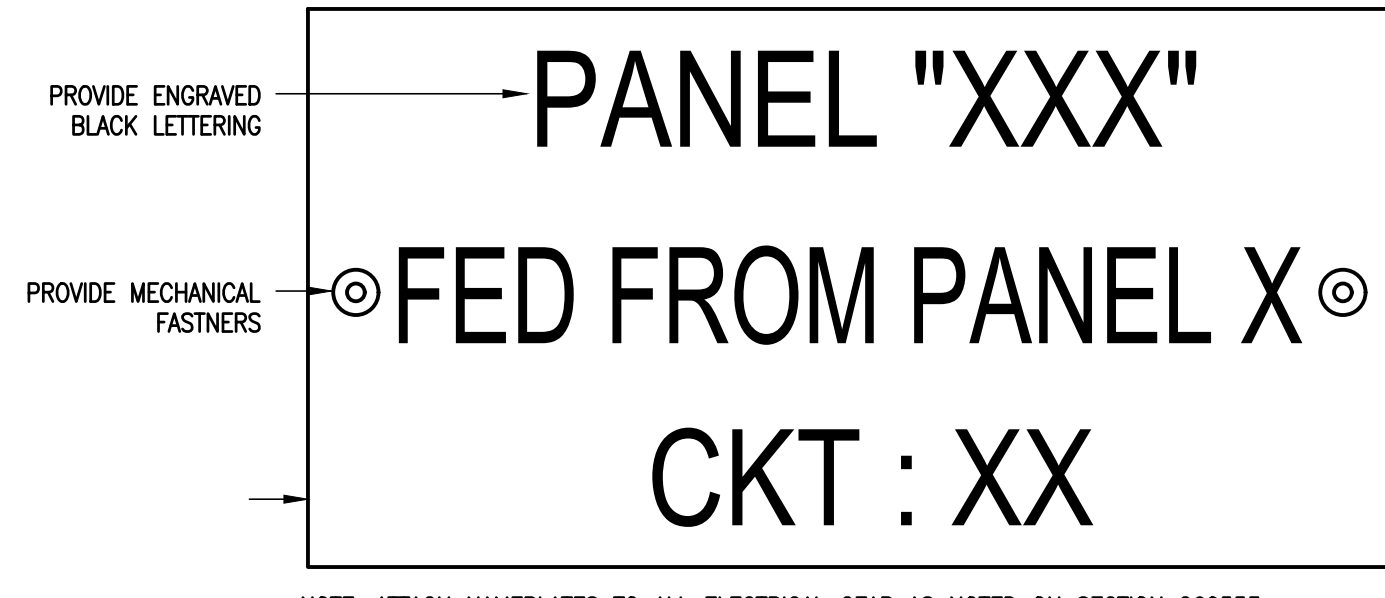 PROVIDE ENGRAVED
BLACK LETTERING
PANEL "XXX"
PROVIDE MECHANICAL
FASTNERS
FED FROM PANEL X
CKT : XX